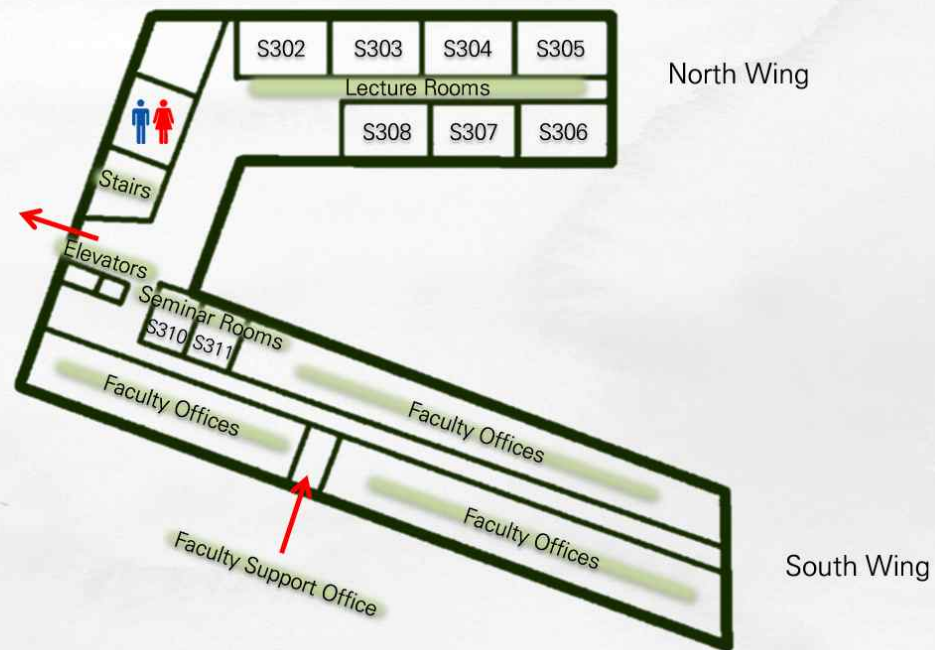 S302 S303 S304 S305
North Wing
Lecture Rooms
S308 S307 S306
Stairs
Elevators
Seminar Rooms
S310 S311
Faculty Offices
Faculty Offices
Faculty Offices
Faculty Support Office
South Wing